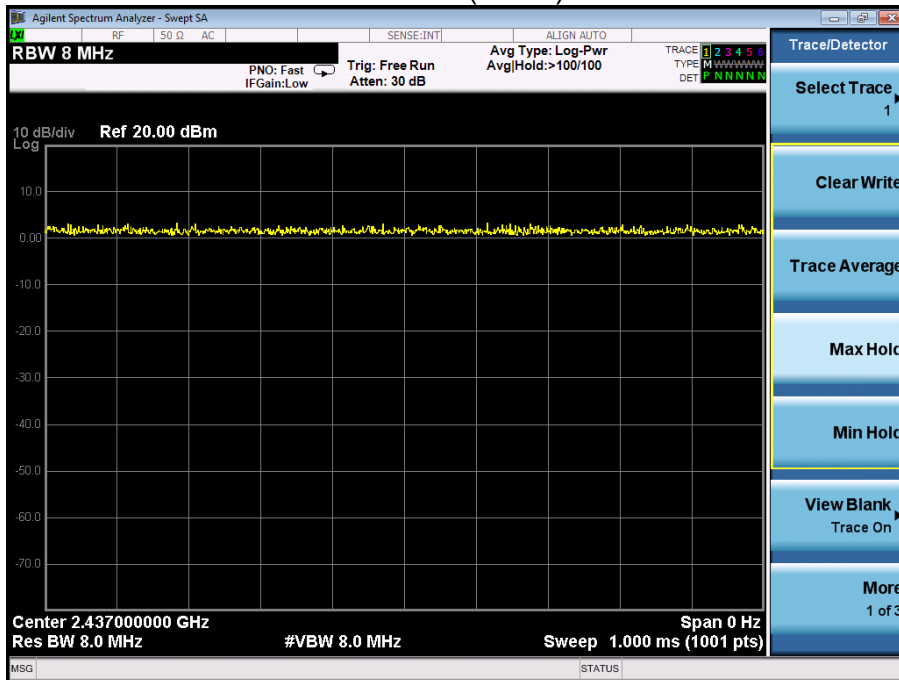 Agilent Spectrum Analyzer - Swept SA
LXI RF 50 Ω AC SENSE:INT ALIGN AUTO
RBW 8 MHz
PNO: Fast
IFGain:Low
Trig: Free Run
Atten: 30 dB
Avg Type: Log-Pwr
Avg|Hold:>100/100
TRACE 1 2 3 4 5 6
TYPE M WWWWW
DET P N N N N N
10 dB/div Ref 20.00 dBm
Log
10.0
0.00
-10.0
-20.0
-30.0
-40.0
-50.0
-60.0
-70.0
Center 2.437000000 GHz Span 0 Hz
Res BW 8.0 MHz #VBW 8.0 MHz Sweep 1.000 ms (1001 pts)
MSG STATUS
Trace/Detector
Select Trace
1
Clear Write
Trace Average
Max Hold
Min Hold
View Blank
Trace On
More
1 of 3